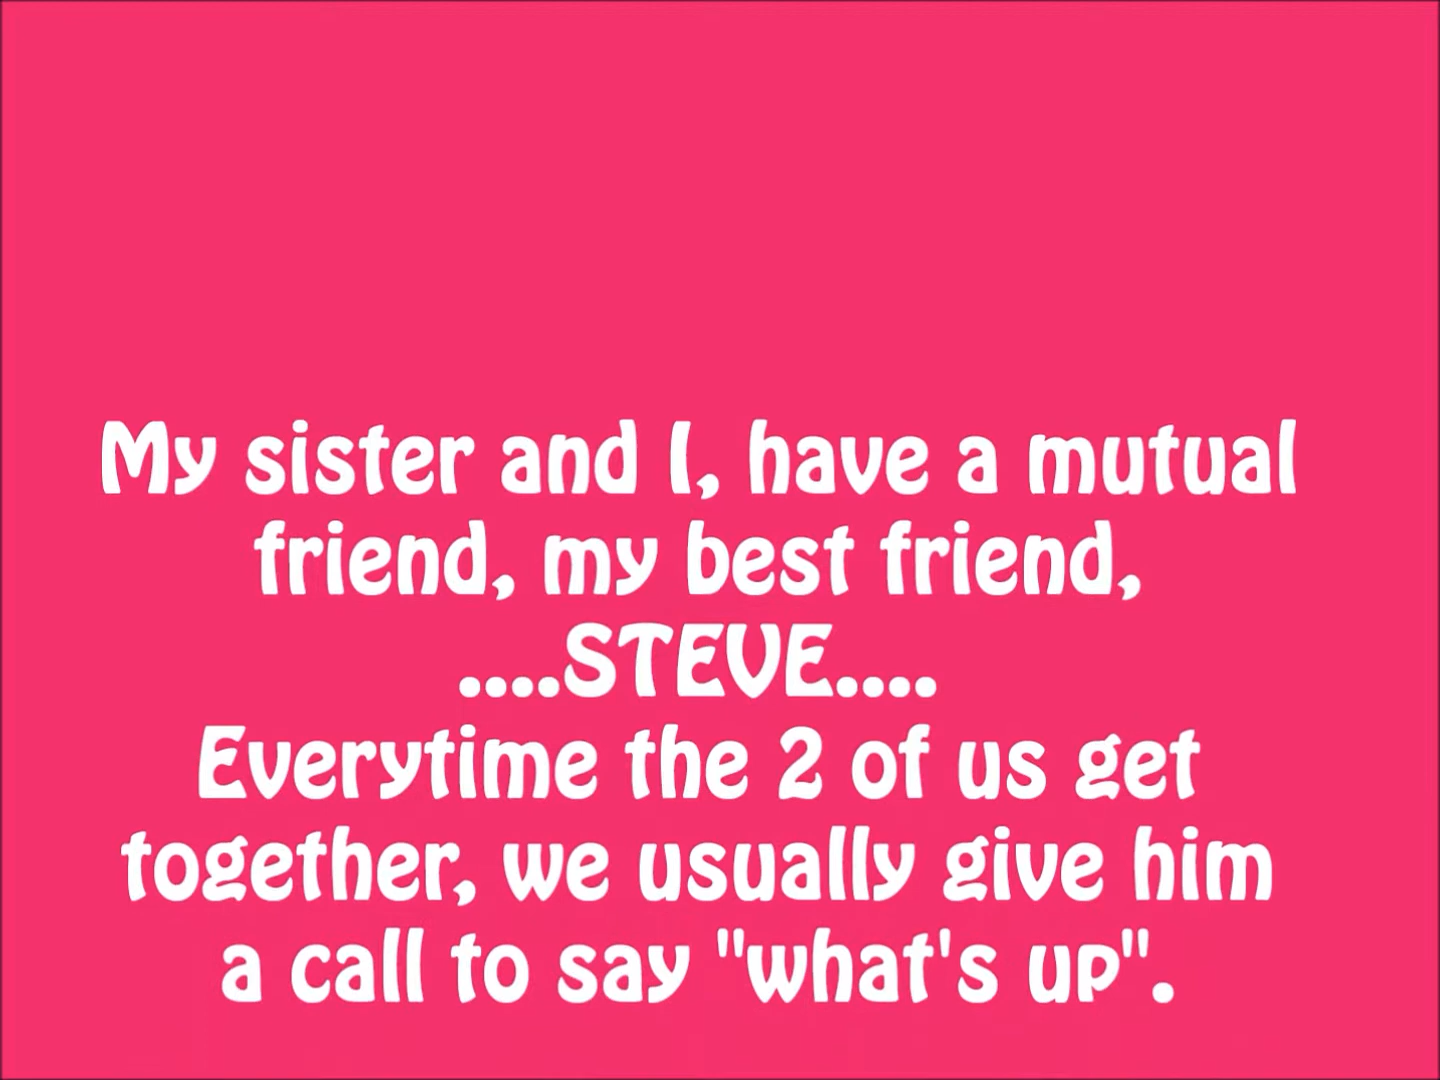 My sister and I, have a mutual
friend, my best friend,
....STEVE....
Everytime the 2 of us get
together, we usually give him
a call to say "what's up".